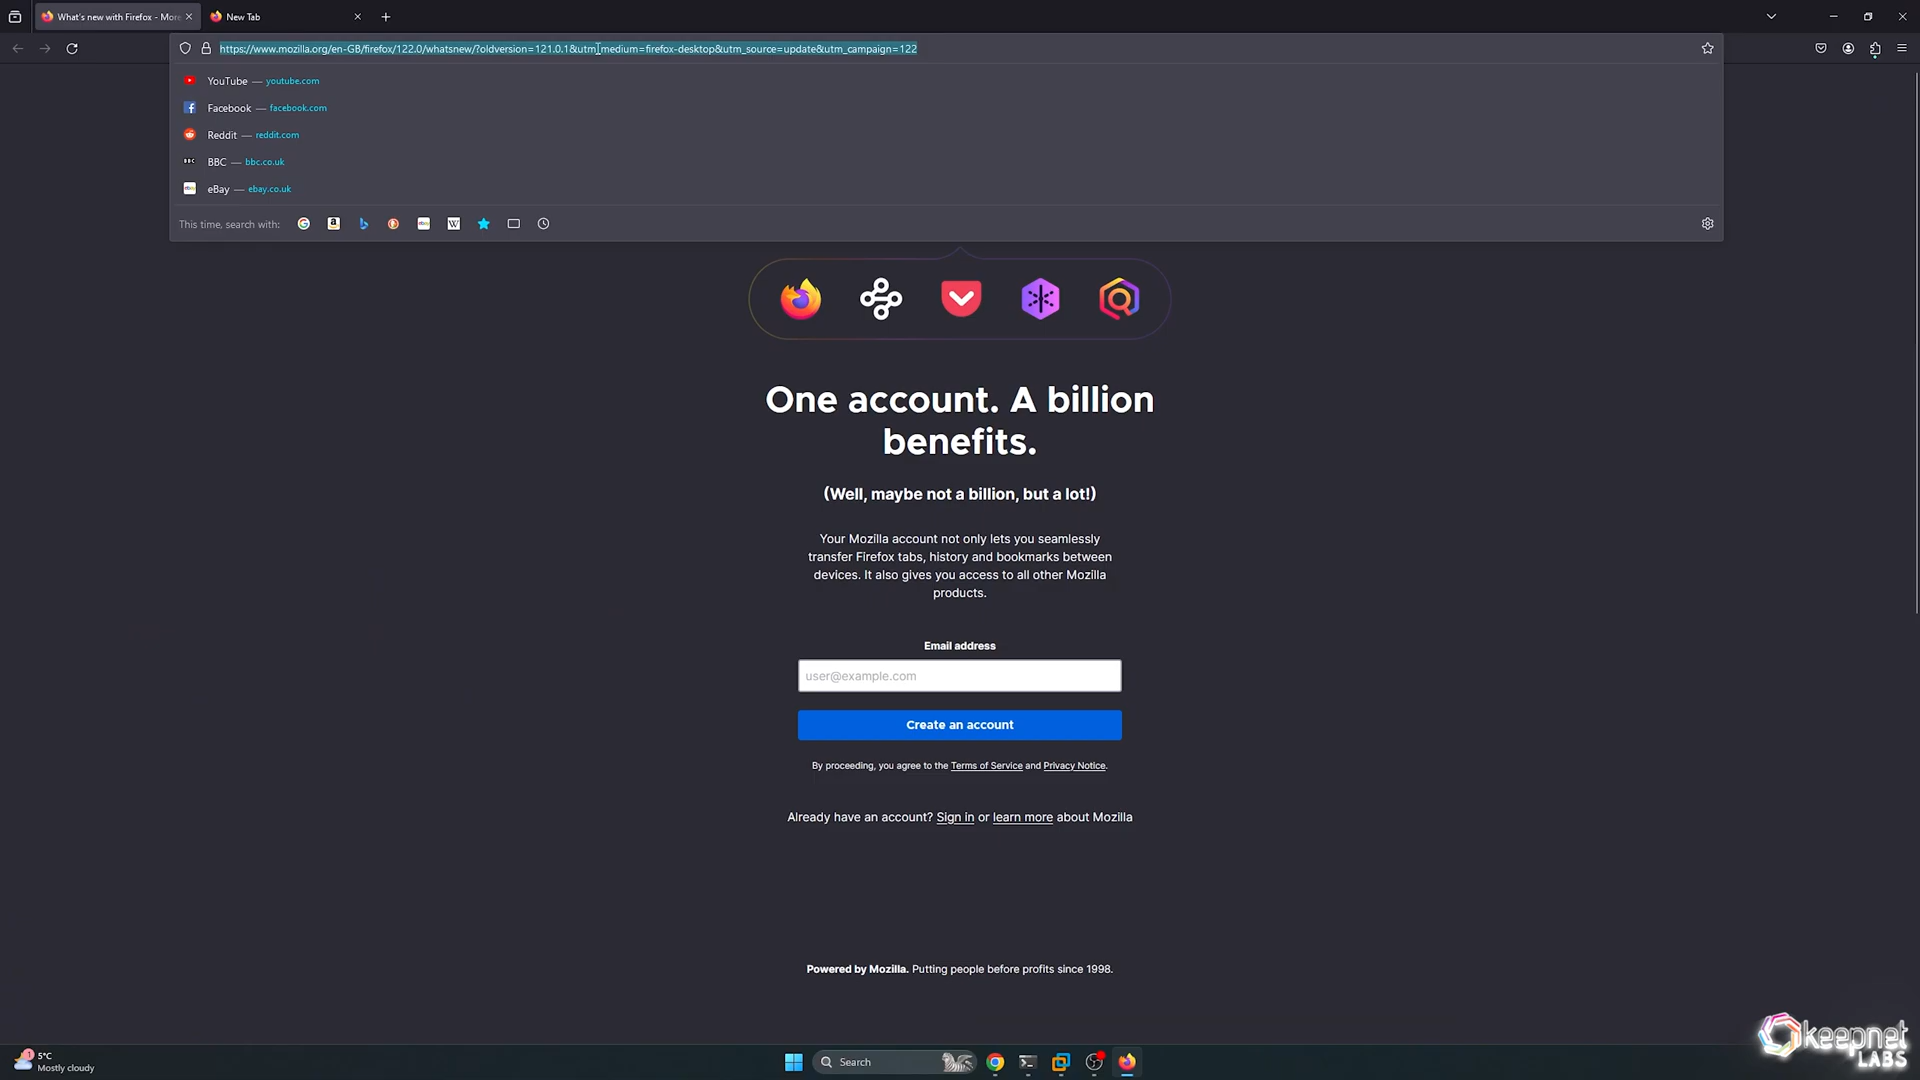 What's new with Firefox - More
New Tab
https://www.mozilla.org/en-GB/firefox/122.0/whatsnew/?oldversion=121.0.1&utm_medium=firefox-desktop&utm_source=update&utm_campaign=122
YouTube — youtube.com
Facebook — facebook.com
Reddit — reddit.com
BBC — bbc.co.uk
eBay — ebay.co.uk
This time, search with:
One account. A billion
benefits.
(Well, maybe not a billion, but a lot!)
Your Mozilla account not only lets you seamlessly
transfer Firefox tabs, history and bookmarks between
devices. It also gives you access to all other Mozilla
products.
Email address
user@example.com
Create an account
By proceeding, you agree to the Terms of Service and Privacy Notice.
Already have an account? Sign in or learn more about Mozilla
Powered by Mozilla. Putting people before profits since 1998.
keepnet
LABS
1
5°C
Mostly cloudy
Search